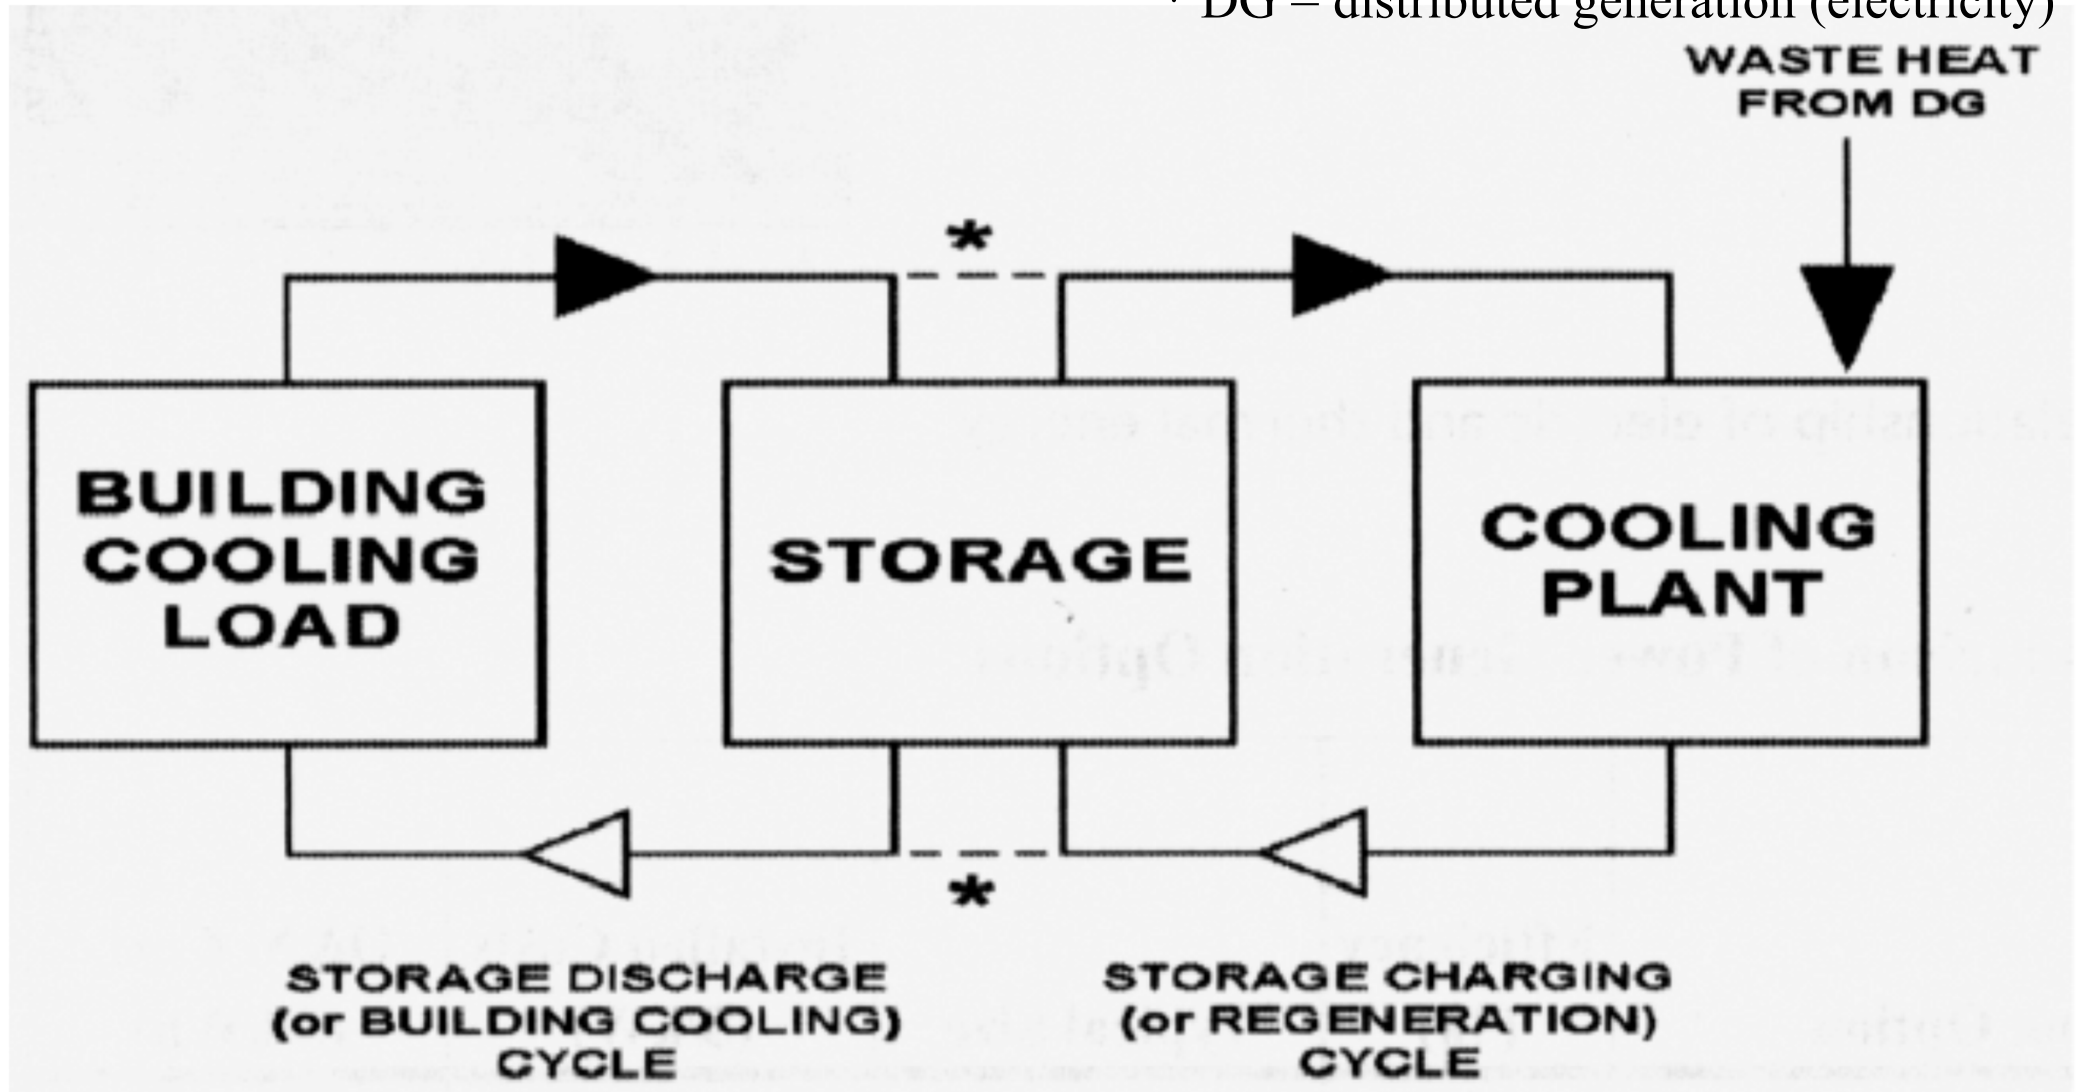 * DG = distributed generation (electricity)
WASTE HEAT
FROM DG
*
BUILDING
COOLING
LOAD
STORAGE
COOLING
PLANT
*
STORAGE DISCHARGE
(or BUILDING COOLING)
CYCLE
STORAGE CHARGING
(or REGENERATION)
CYCLE